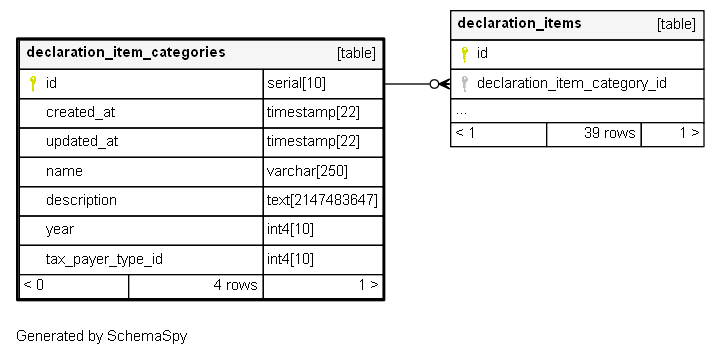 declaration_item_categories [table]
id serial[10]
created_at timestamp[22]
updated_at timestamp[22]
name varchar[250]
description text[2147483647]
year int4[10]
tax_payer_type_id int4[10]
< 0 4 rows 1 >
declaration_items [table]
id
declaration_item_category_id
...
< 1 39 rows 1 >
Generated by SchemaSpy